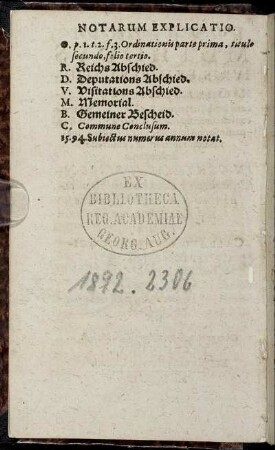 NOTARUM EXPLICATIO.
O. p. 1. t. 2. f. 3. Ordinationis parte prima, titulo
secundo, folio tertio.
R. Reichs Abschied.
D. Deputations Abschied.
V. Visitations Abschied.
M. Memorial.
B. Gemeiner Bescheid.
C. Commune Conclusum.
15.94. Subiectus numerus annum notat.
EX
BIBLIOTHECA
REG. ACADEMIAE
GEORG. AUG.
1892. 2306